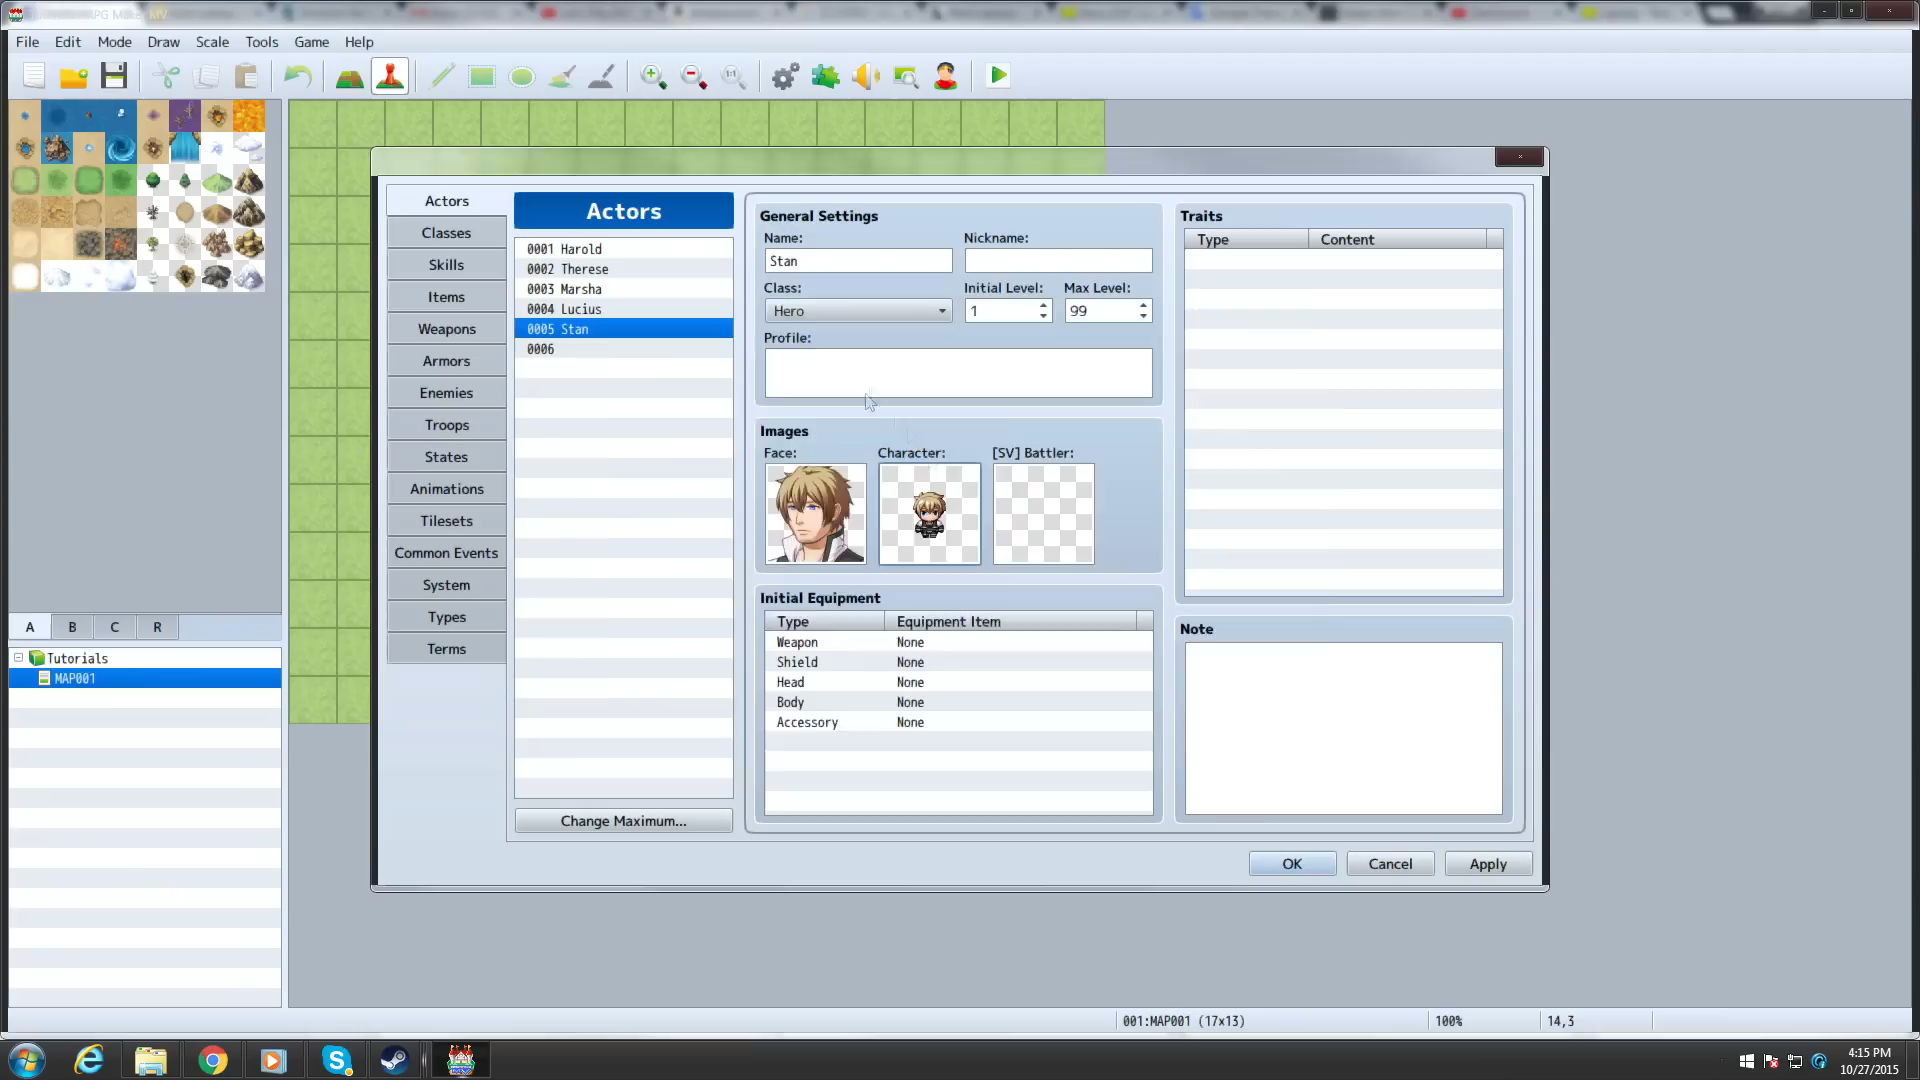 File Edit Mode Draw Scale Tools Game Help
1:1
Actors
Classes
Skills
Items
Weapons
Armors
Enemies
Troops
States
Animations
Tilesets
Common Events
System
Types
Terms
Actors
0001 Harold
0002 Therese
0003 Marsha
0004 Lucius
0005 Stan
0006
Change Maximum...
General Settings
Name: Nickname:
Stan
Class: Initial Level: Max Level:
Hero 1 99
Profile:
Images
Face: Character: [SV] Battler:
Initial Equipment
Type Equipment Item
Weapon None
Shield None
Head None
Body None
Accessory None
Traits
Type Content
Note
OK Cancel Apply
A B C R
Tutorials
MAP001
001:MAP001 (17x13) 100% 14,3
4:15 PM
10/27/2015